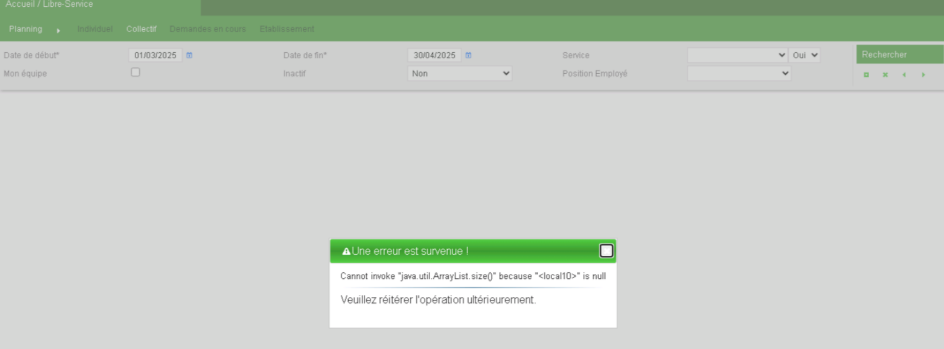 Accueil / Libre-Service
Planning Individuel Collectif Demandes en cours Etablissement
Date de début* 01/03/2025 Date de fin* 30/04/2025 Service Oui Rechercher
Mon équipe Inactif Non Position Employé
Une erreur est survenue !
Cannot invoke "java.util.ArrayList.size()" because "<local10>" is null
Veuillez réitérer l'opération ultérieurement.